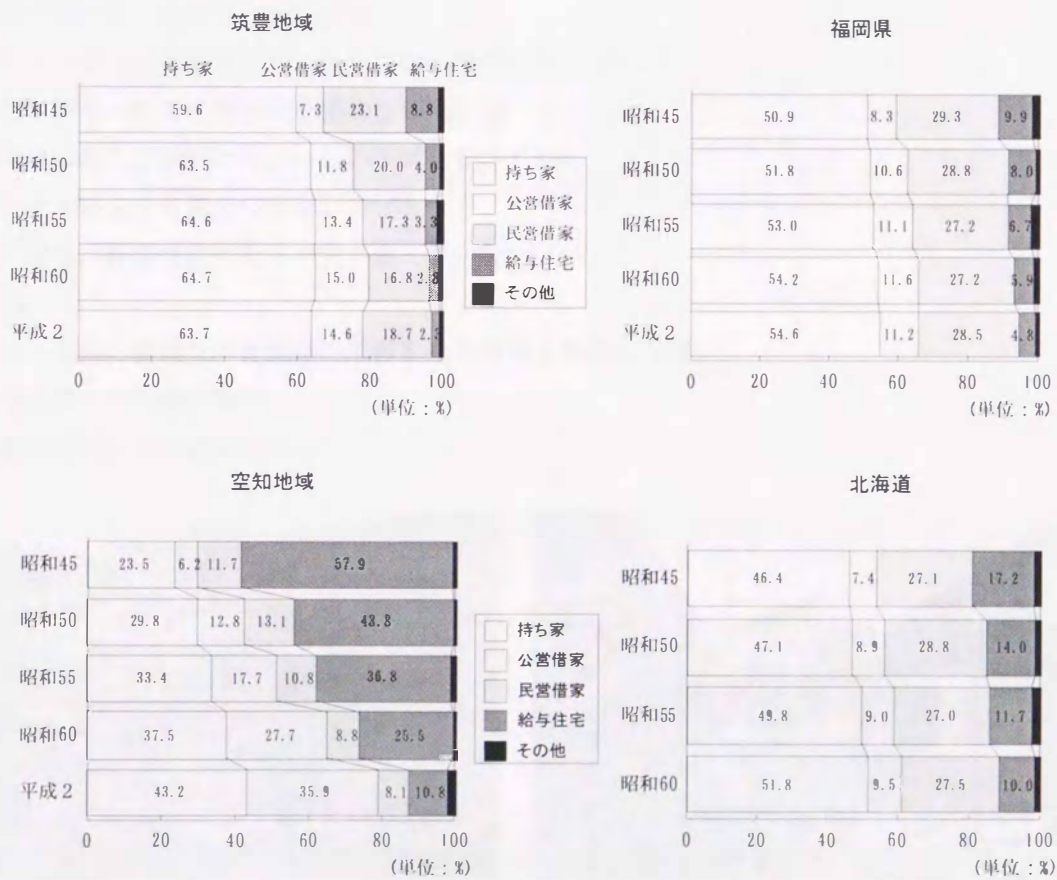 筑豊地域
持ち家 公営借家 民営借家 給与住宅
昭和45 59.6 7.3 23.1 8.8
昭和50 63.5 11.8 20.0 4.0
昭和55 64.6 13.4 17.3 3.3
昭和60 64.7 15.0 16.8 2.8
平成2 63.7 14.6 18.7 2.3
0 20 40 60 80 100
(単位:%)
持ち家
公営借家
民営借家
給与住宅
その他
福岡県
昭和45 50.9 8.3 29.3 9.9
昭和50 51.8 10.6 28.8 8.0
昭和55 53.0 11.1 27.2 6.7
昭和60 54.2 11.6 27.2 5.9
平成2 54.6 11.2 28.5 4.8
0 20 40 60 80 100
(単位:%)
空知地域
昭和45 23.5 6.2 11.7 57.9
昭和50 29.8 12.8 13.1 43.8
昭和55 33.4 17.7 10.8 36.8
昭和60 37.5 27.7 8.8 25.5
平成2 43.2 35.9 8.1 10.8
0 20 40 60 80 100
(単位:%)
持ち家
公営借家
民営借家
給与住宅
その他
北海道
昭和45 46.4 7.4 27.1 17.2
昭和50 47.1 8.9 28.8 14.0
昭和55 49.8 9.0 27.0 11.7
昭和60 51.8 9.5 27.5 10.0
0 20 40 60 80 100
(単位:%)